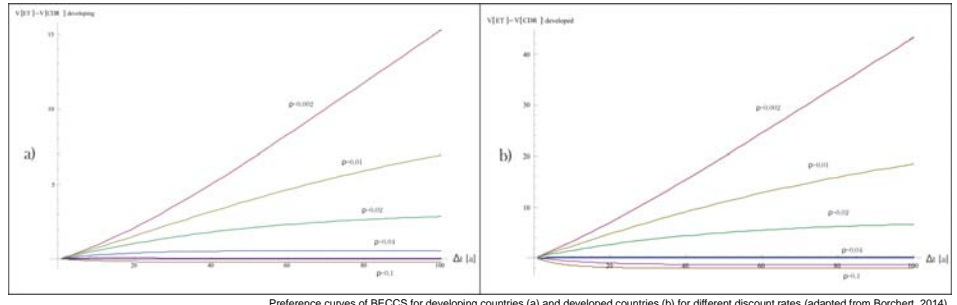 V[ET]-V[CDR] developing
15
10
5
a)
ρ=0.002
ρ=0.01
ρ=0.02
ρ=0.04
ρ=0.1
20
40
60
80
100
Δt [a]
V[ET]-V[CDR] developed
40
30
20
10
b)
ρ=0.002
ρ=0.01
ρ=0.02
ρ=0.04
ρ=0.1
20
40
60
80
100
Δt [a]
Preference curves of BECCS for developing countries (a) and developed countries (b) for different discount rates (adapted from Borchert, 2014)